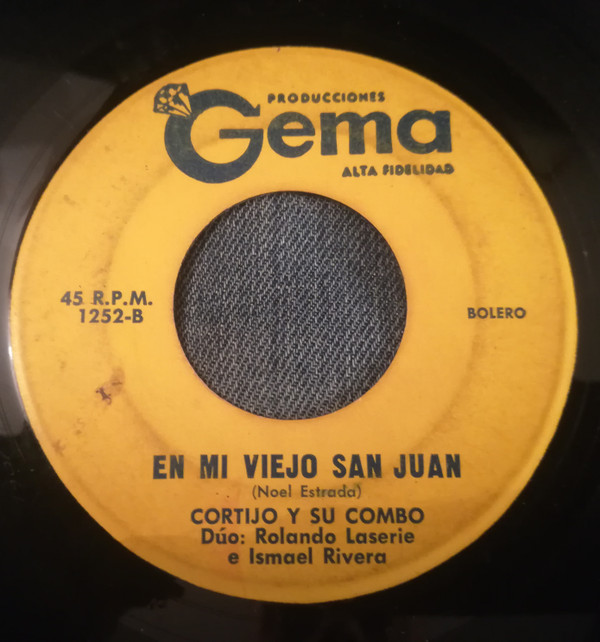 PRODUCCIONES
Gema
ALTA FIDELIDAD
45 R.P.M.
1252-B
BOLERO
EN MI VIEJO SAN JUAN
(Noel Estrada)
CORTIJO Y SU COMBO
Dúo: Rolando Laserie
e Ismael Rivera